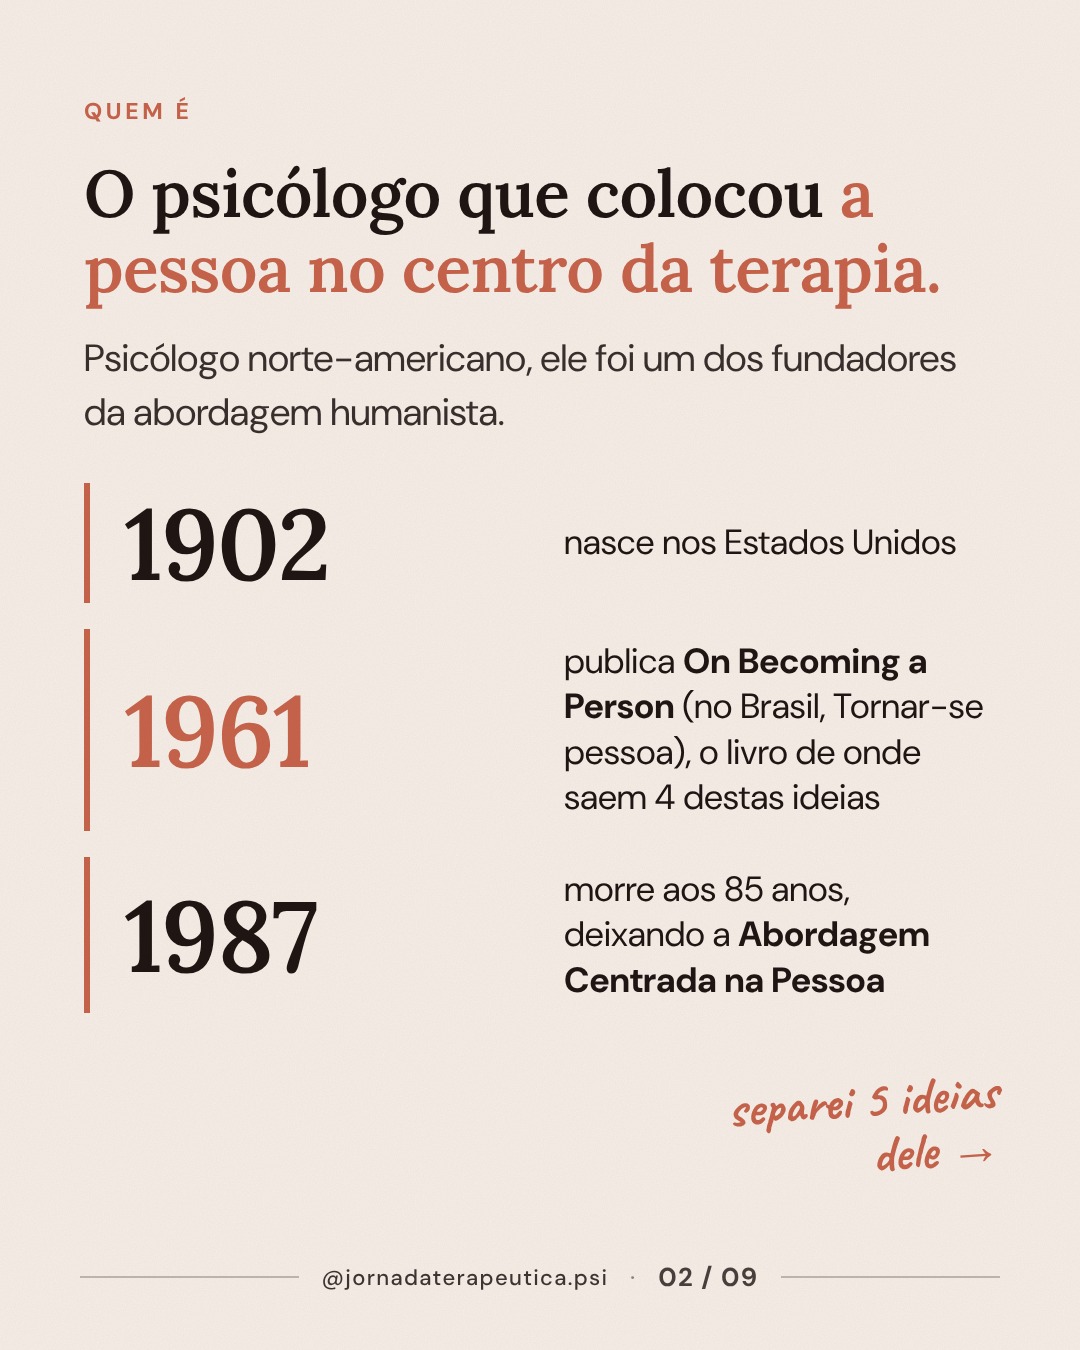 QUEM É
O psicólogo que colocou a
pessoa no centro da terapia.
Psicólogo norte-americano, ele foi um dos fundadores
da abordagem humanista.
1902
nasce nos Estados Unidos
1961
publica On Becoming a
Person (no Brasil, Tornar-se
pessoa), o livro de onde
saem 4 destas ideias
1987
morre aos 85 anos,
deixando a Abordagem
Centrada na Pessoa
separei 5 ideias
dele →
@jornadaterapeutica.psi · 02 / 09